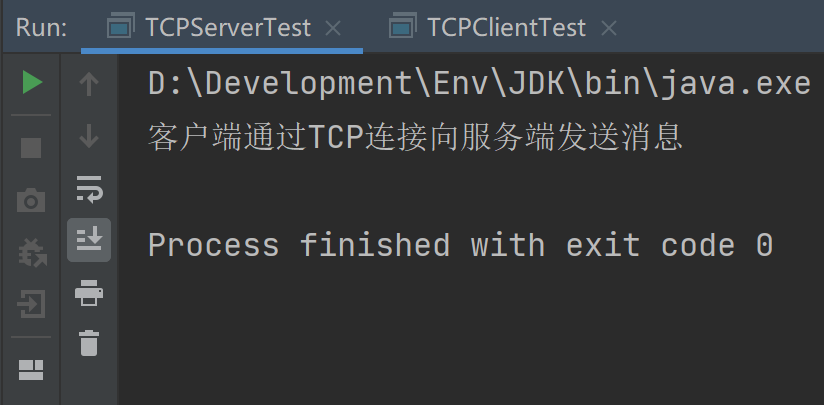 Run: TCPServerTest TCPClientTest
D:\Development\Env\JDK\bin\java.exe
客户端通过TCP连接向服务端发送消息
Process finished with exit code 0